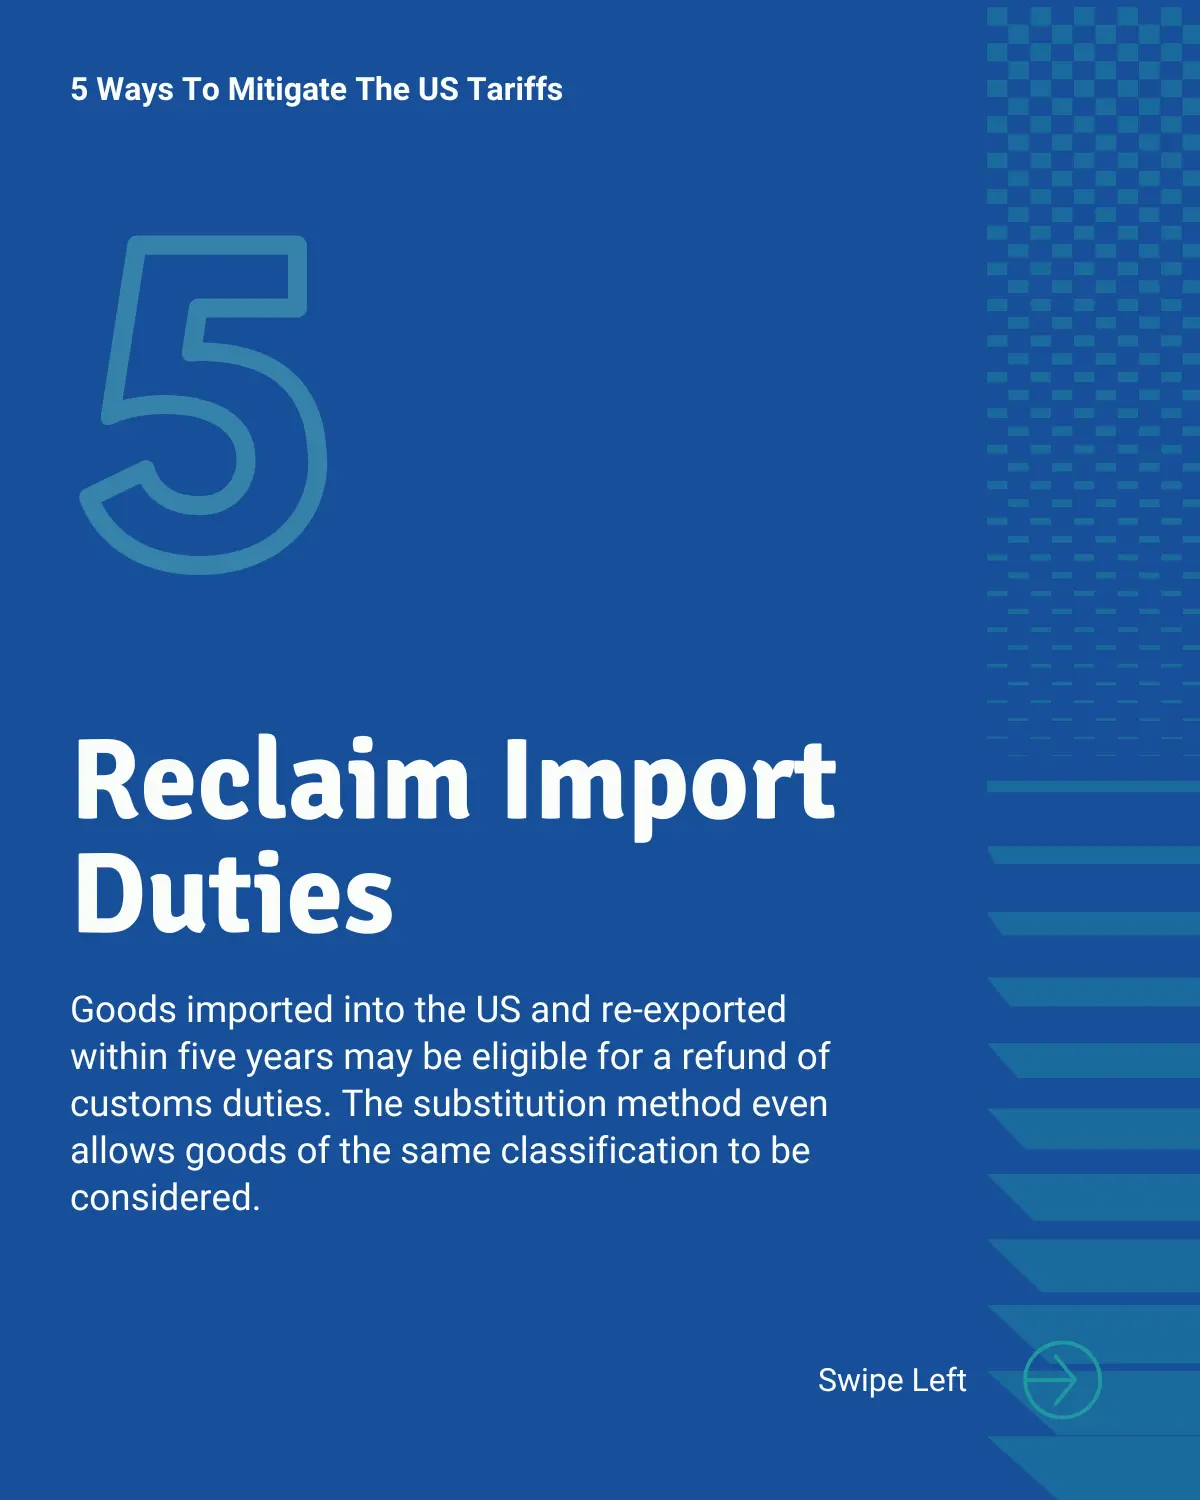 5 Ways To Mitigate The US Tariffs
5
Reclaim Import
Duties
Goods imported into the US and re-exported
within five years may be eligible for a refund of
customs duties. The substitution method even
allows goods of the same classification to be
considered.
Swipe Left